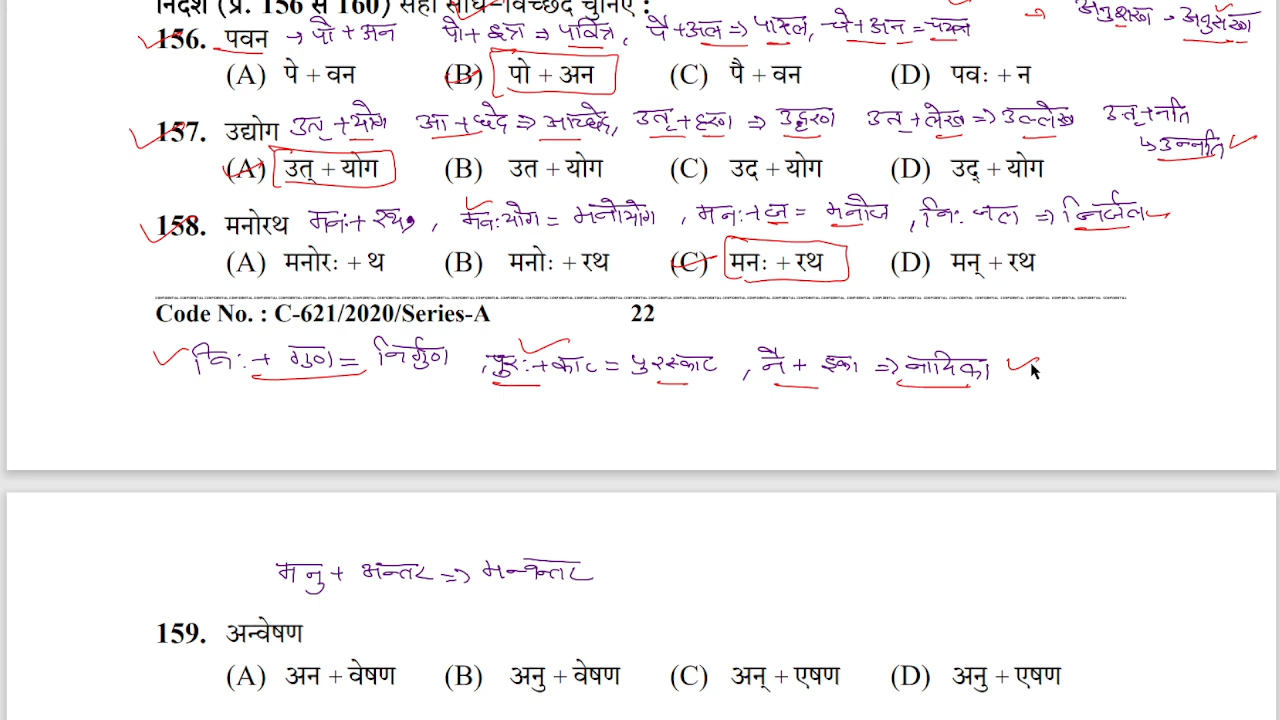 निर्देश (प्र. 156 से 160) सही संधि-विच्छेद चुनिए :
अनुसेखा
156. पवन → पो + अन पो + इत्र ⇒ पवित्र, = पवन
(A) पे + वन (B) पो + अन (C) पै + वन (D) पवः + न
137. उद्योग उत् + योग आ + छेद ⇒ आच्छेद, उत् + हरण ⇒ उद्धरण उत् + लेख ⇒ उल्लेख उत् + नति
↳ उन्नति
(A) उत् + योग (B) उत + योग (C) उद + योग (D) उद् + योग
158. मनोरथ मनः + रथ, मनः योग = मनोयोग, मनः + ज = मनोज, निः जल ⇒ निर्जल
(A) मनोरः + थ (B) मनोः + रथ (C) मनः + रथ (D) मन् + रथ
Code No. : C-621/2020/Series-A 22
निः + गुण = निर्गुण, पुरः + कार = पुरस्कार, नै + इका ⇒ नायिका
मनु + अन्तर ⇒ मन्वन्तर
159. अन्वेषण
(A) अन + वेषण (B) अनु + वेषण (C) अन् + एषण (D) अनु + एषण